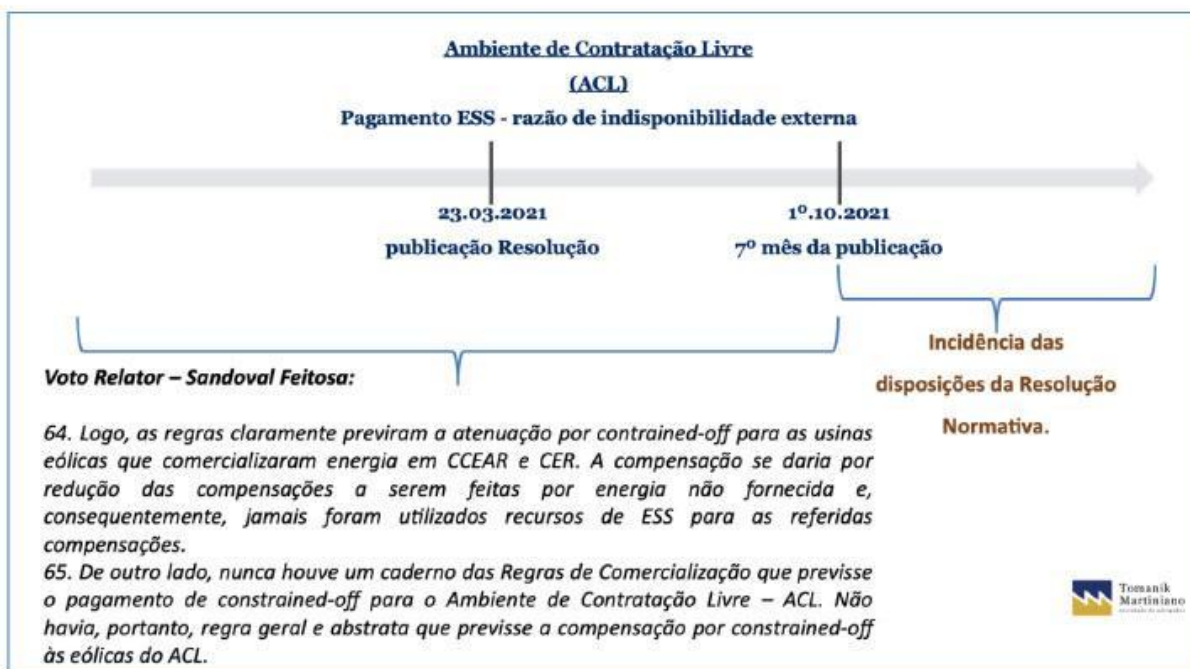 Ambiente de Contratação Livre
(ACL)
Pagamento ESS - razão de indisponibilidade externa
23.03.2021
publicação Resolução
1º.10.2021
7º mês da publicação
Incidência das
disposições da Resolução
Normativa.
Voto Relator – Sandoval Feitosa:
64. Logo, as regras claramente previram a atenuação por contrained-off para as usinas
eólicas que comercializaram energia em CCEAR e CER. A compensação se daria por
redução das compensações a serem feitas por energia não fornecida e,
consequentemente, jamais foram utilizados recursos de ESS para as referidas
compensações.
65. De outro lado, nunca houve um caderno das Regras de Comercialização que previsse
o pagamento de constrained-off para o Ambiente de Contratação Livre – ACL. Não
havia, portanto, regra geral e abstrata que previsse a compensação por constrained-off
às eólicas do ACL.
Tomanik
Martiniano
sociedade de advogados